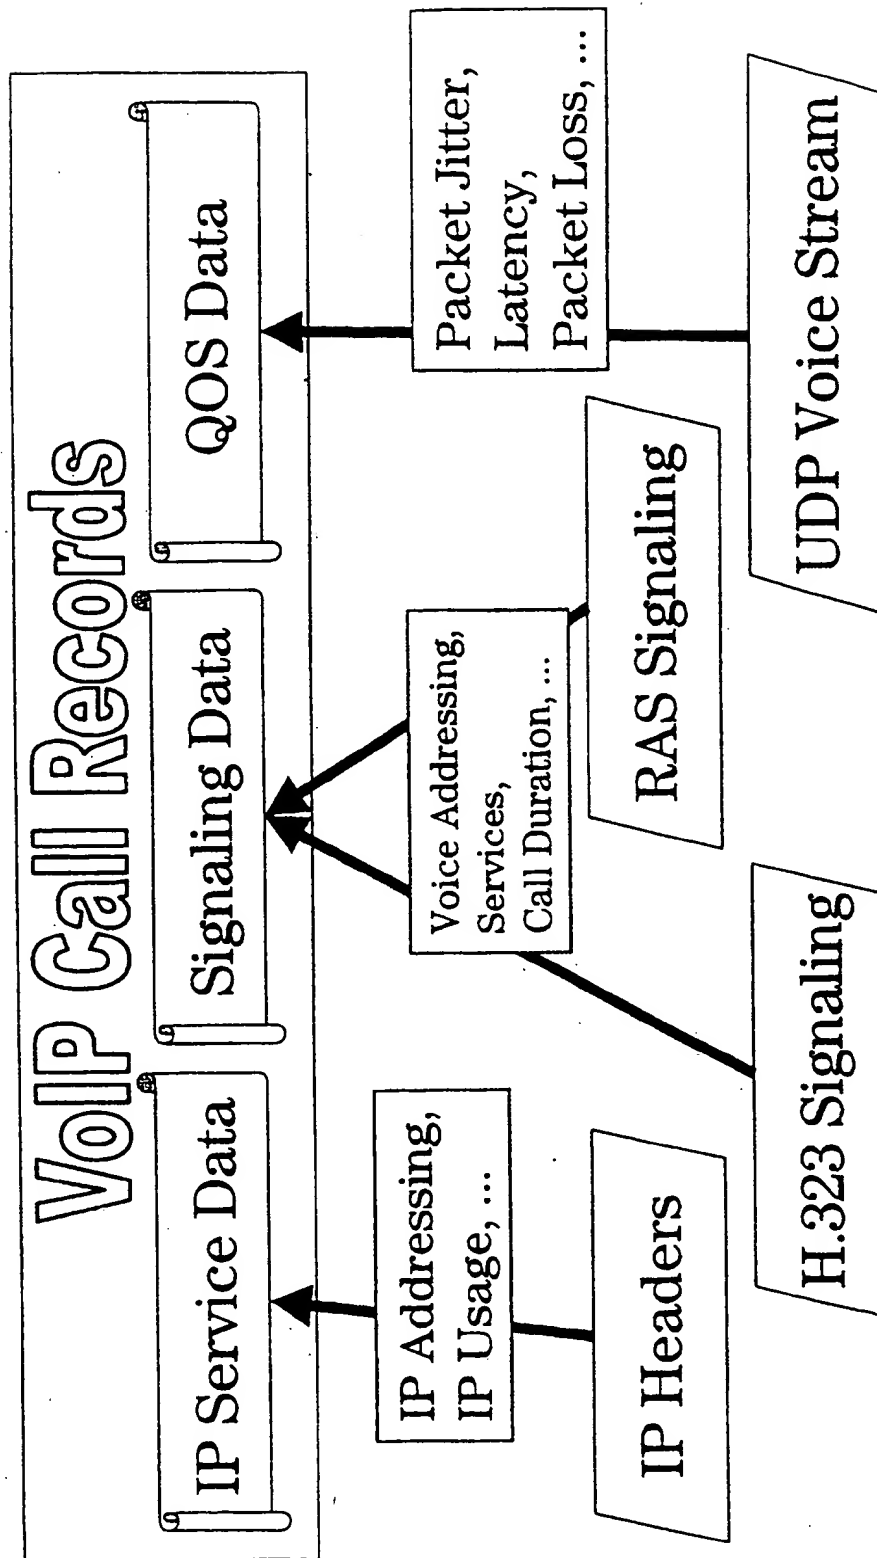 VoIP Call Records
IP Service Data
Signaling Data
QOS Data
IP Addressing,
IP Usage, ...
Voice Addressing,
Services,
Call Duration, ...
Packet Jitter,
Latency,
Packet Loss, ...
IP Headers
H.323 Signaling
RAS Signaling
UDP Voice Stream